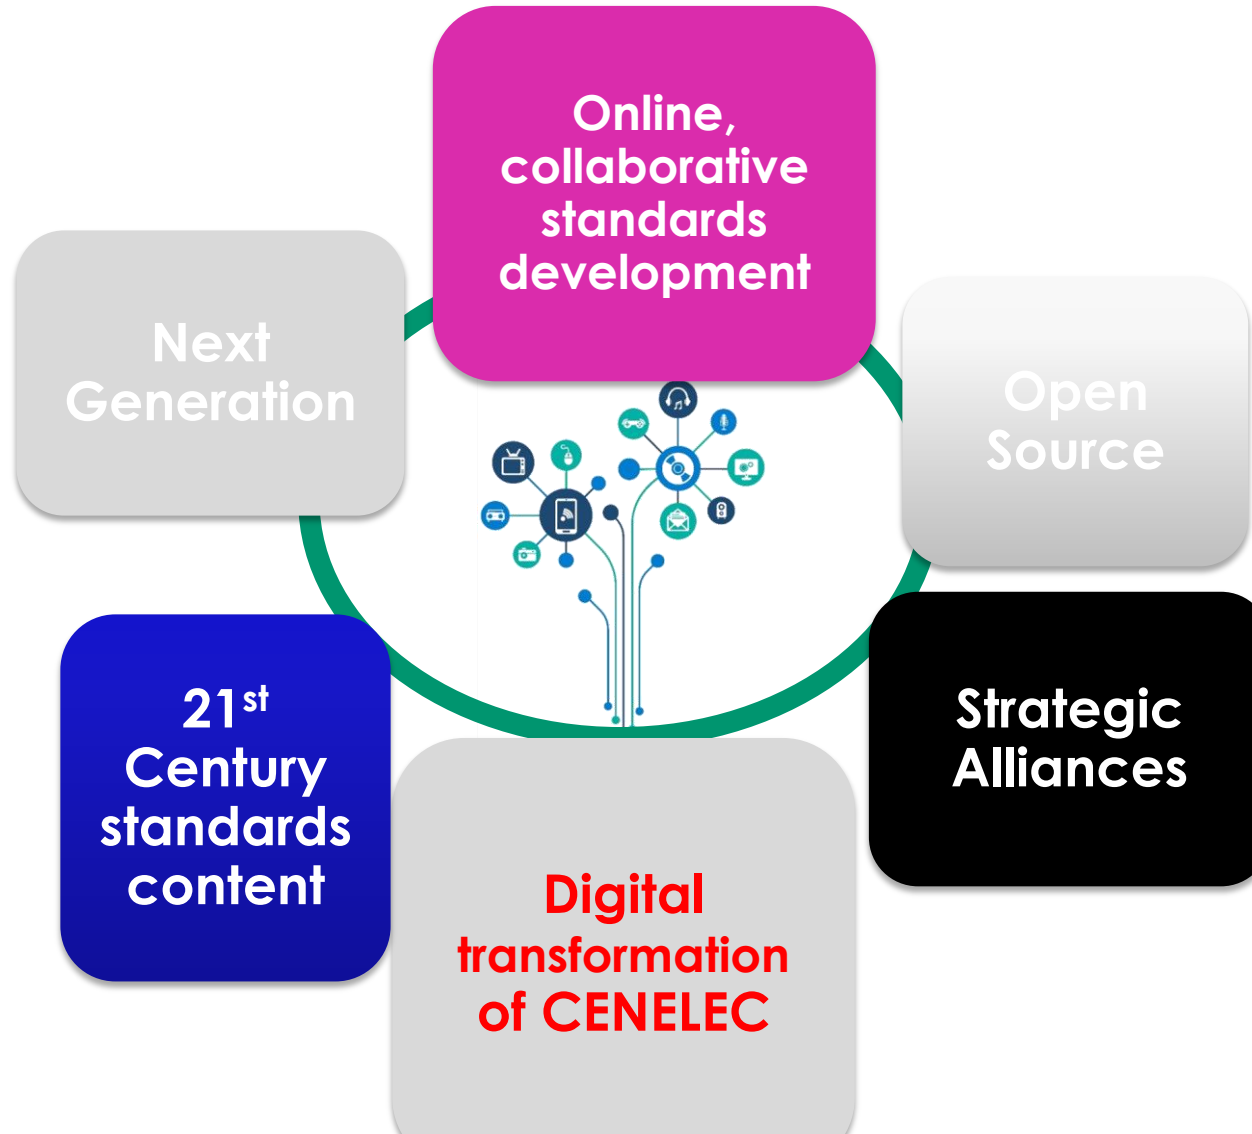 Online,
collaborative
standards
development
Next
Generation
Open
Source
21st
Century
standards
content
Strategic
Alliances
Digital
transformation
of CENELEC